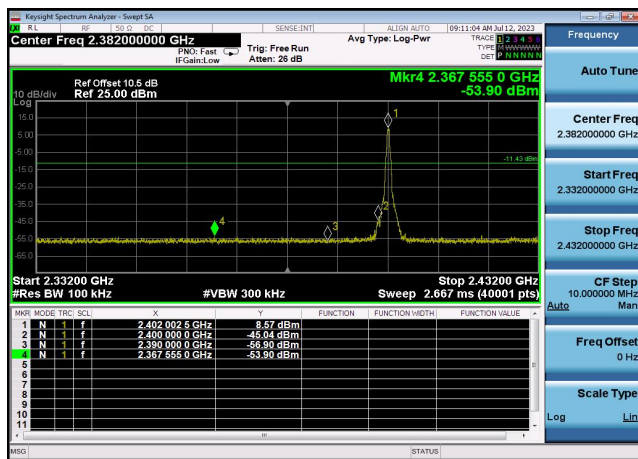 Keysight Spectrum Analyzer - Swept SA
RL RF 50 Ω DC SENSE:INT ALIGN AUTO 09:11:04 AM Jul 12, 2023
Center Freq 2.382000000 GHz
PNO: Fast
IFGain:Low
Trig: Free Run
Atten: 26 dB
Avg Type: Log-Pwr
TRACE 1 2 3 4 5 6
TYPE M W W W W W
DET P N N N N N
Ref Offset 10.5 dB
10 dB/div Ref 25.00 dBm
Log
Mkr4 2.367 555 0 GHz
-53.90 dBm
15.0
5.00
-5.00
-15.0
-25.0
-35.0
-45.0
-55.0
-65.0
1
-11.43 dBm
2
4
3
Start 2.33200 GHz Stop 2.43200 GHz
#Res BW 100 kHz #VBW 300 kHz Sweep 2.667 ms (40001 pts)
MKR MODE TRC SCL X Y FUNCTION FUNCTION WIDTH FUNCTION VALUE
1 N 1 f 2.402 002 5 GHz 8.57 dBm
2 N 1 f 2.400 000 0 GHz -45.04 dBm
3 N 1 f 2.390 000 0 GHz -56.90 dBm
4 N 1 f 2.367 555 0 GHz -53.90 dBm
5
6
7
8
9
10
11
MSG STATUS
Frequency
Auto Tune
Center Freq
2.382000000 GHz
Start Freq
2.332000000 GHz
Stop Freq
2.432000000 GHz
CF Step
10.000000 MHz
Auto Man
Freq Offset
0 Hz
Scale Type
Log Lin